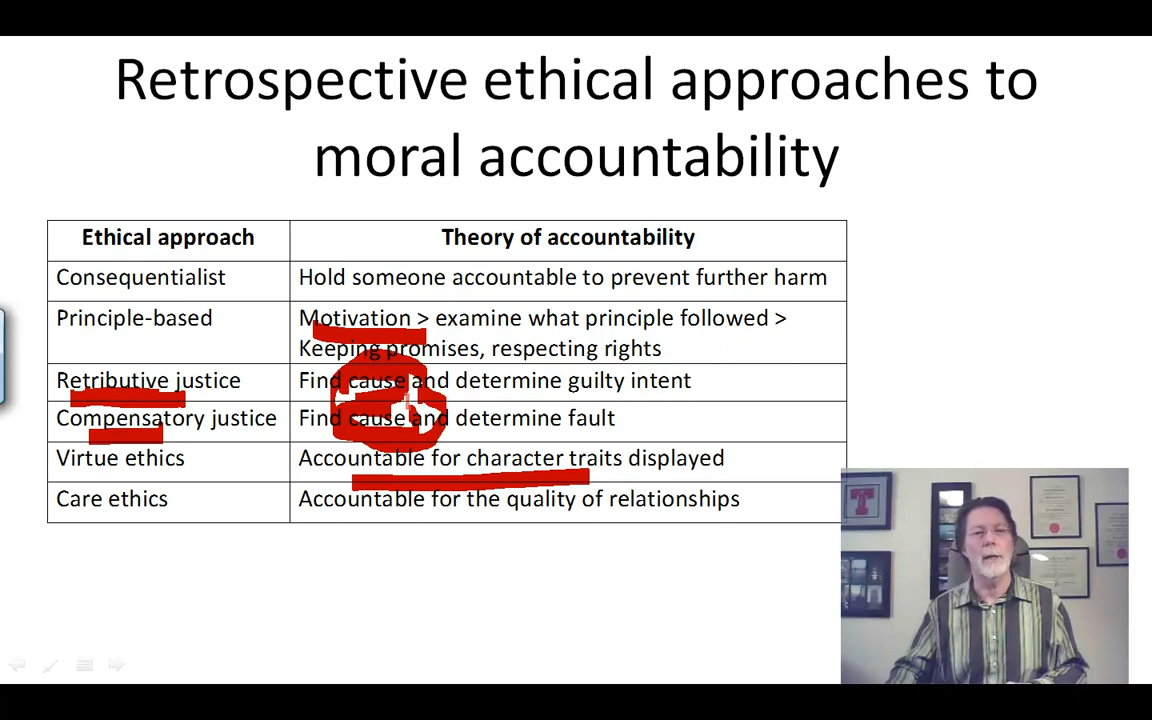 Retrospective ethical approaches to
moral accountability
Ethical approach Theory of accountability
Consequentialist Hold someone accountable to prevent further harm
Principle-based Motivation > examine what principle followed >
Keeping promises, respecting rights
Retributive justice Find cause and determine guilty intent
Compensatory justice Find cause and determine fault
Virtue ethics Accountable for character traits displayed
Care ethics Accountable for the quality of relationships
T